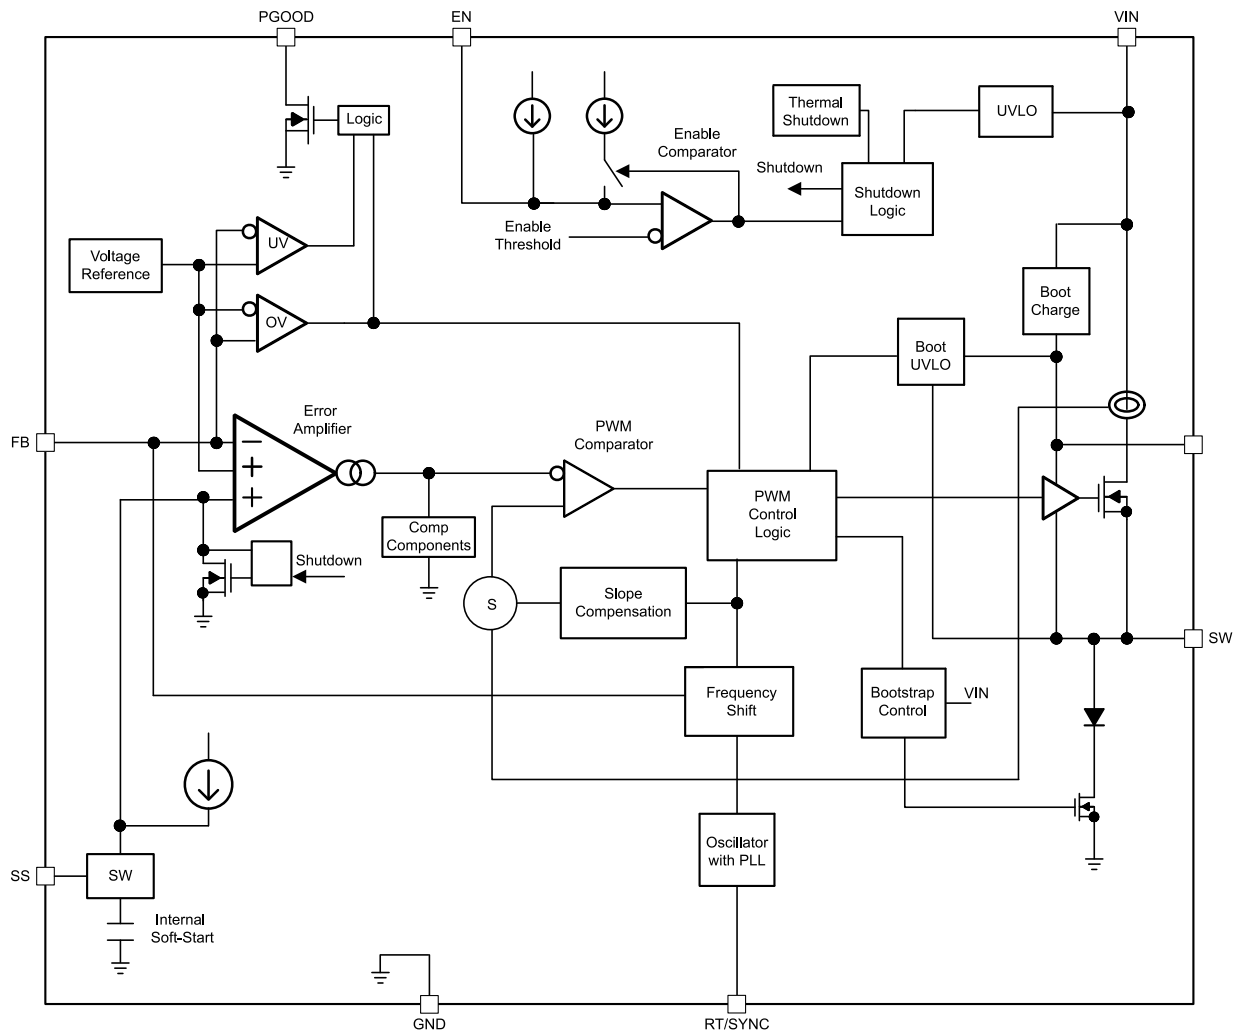 PGOOD
EN
VIN
Logic
Thermal
Shutdown
UVLO
Enable
Comparator
Shutdown
Shutdown
Logic
Enable
Threshold
Voltage
Reference
UV
OV
Boot
Charge
Boot
UVLO
Error
Amplifier
PWM
Comparator
FB
PWM
Control
Logic
Comp
Components
Shutdown
S
Slope
Compensation
SW
Frequency
Shift
Bootstrap
Control
VIN
Oscillator
with PLL
SS
SW
Internal
Soft-Start
GND
RT/SYNC